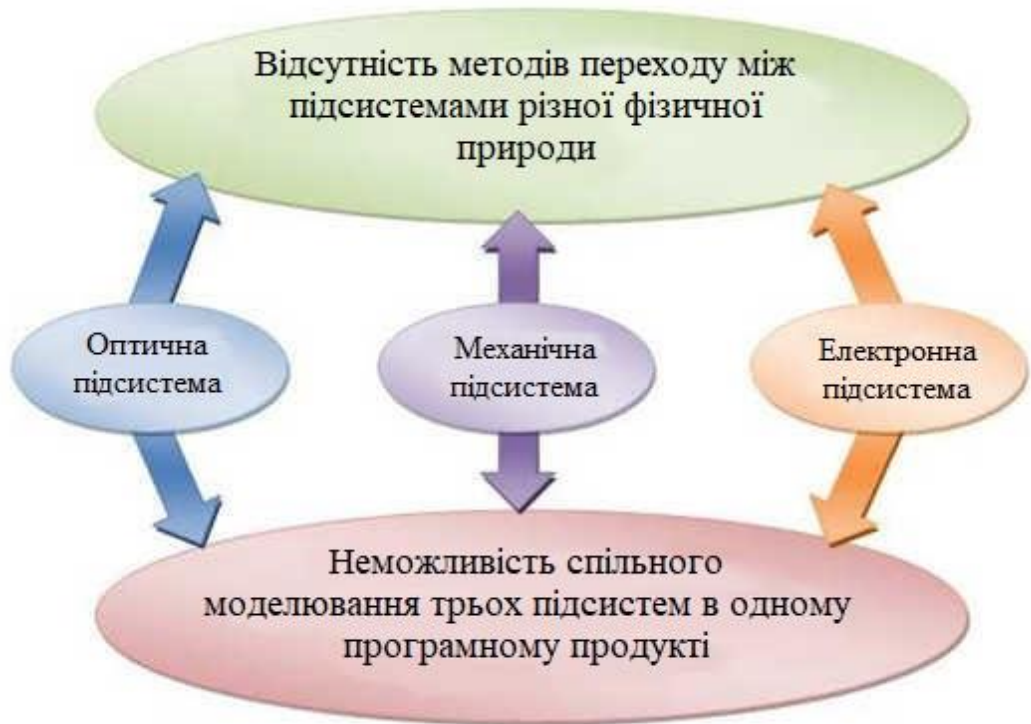 Відсутність методів переходу між
підсистемами різної фізичної
природи
Оптична
підсистема
Механічна
підсистема
Електронна
підсистема
Неможливість спільного
моделювання трьох підсистем в одному
програмному продукті